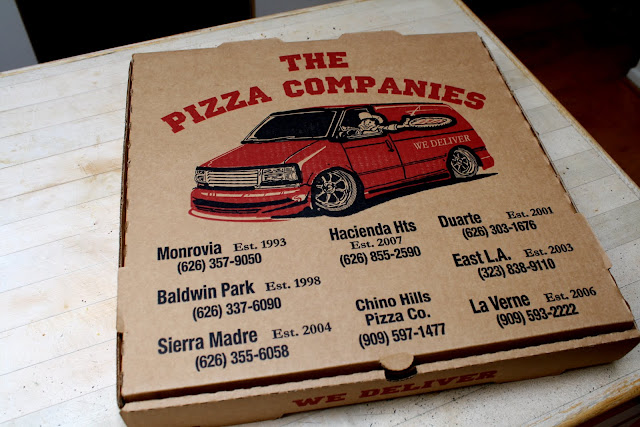 THE
PIZZA COMPANIES
WE DELIVER
Monrovia Est. 1993
(626) 357-9050
Baldwin Park Est. 1998
(626) 337-6090
Sierra Madre Est. 2004
(626) 355-6058
Hacienda Hts
Est. 2007
(626) 855-2590
Chino Hills
Pizza Co.
(909) 597-1477
Duarte Est. 2001
(626) 303-1676
East L.A. Est. 2003
(323) 838-9110
La Verne Est. 2006
(909) 593-2222
WE DELIVER